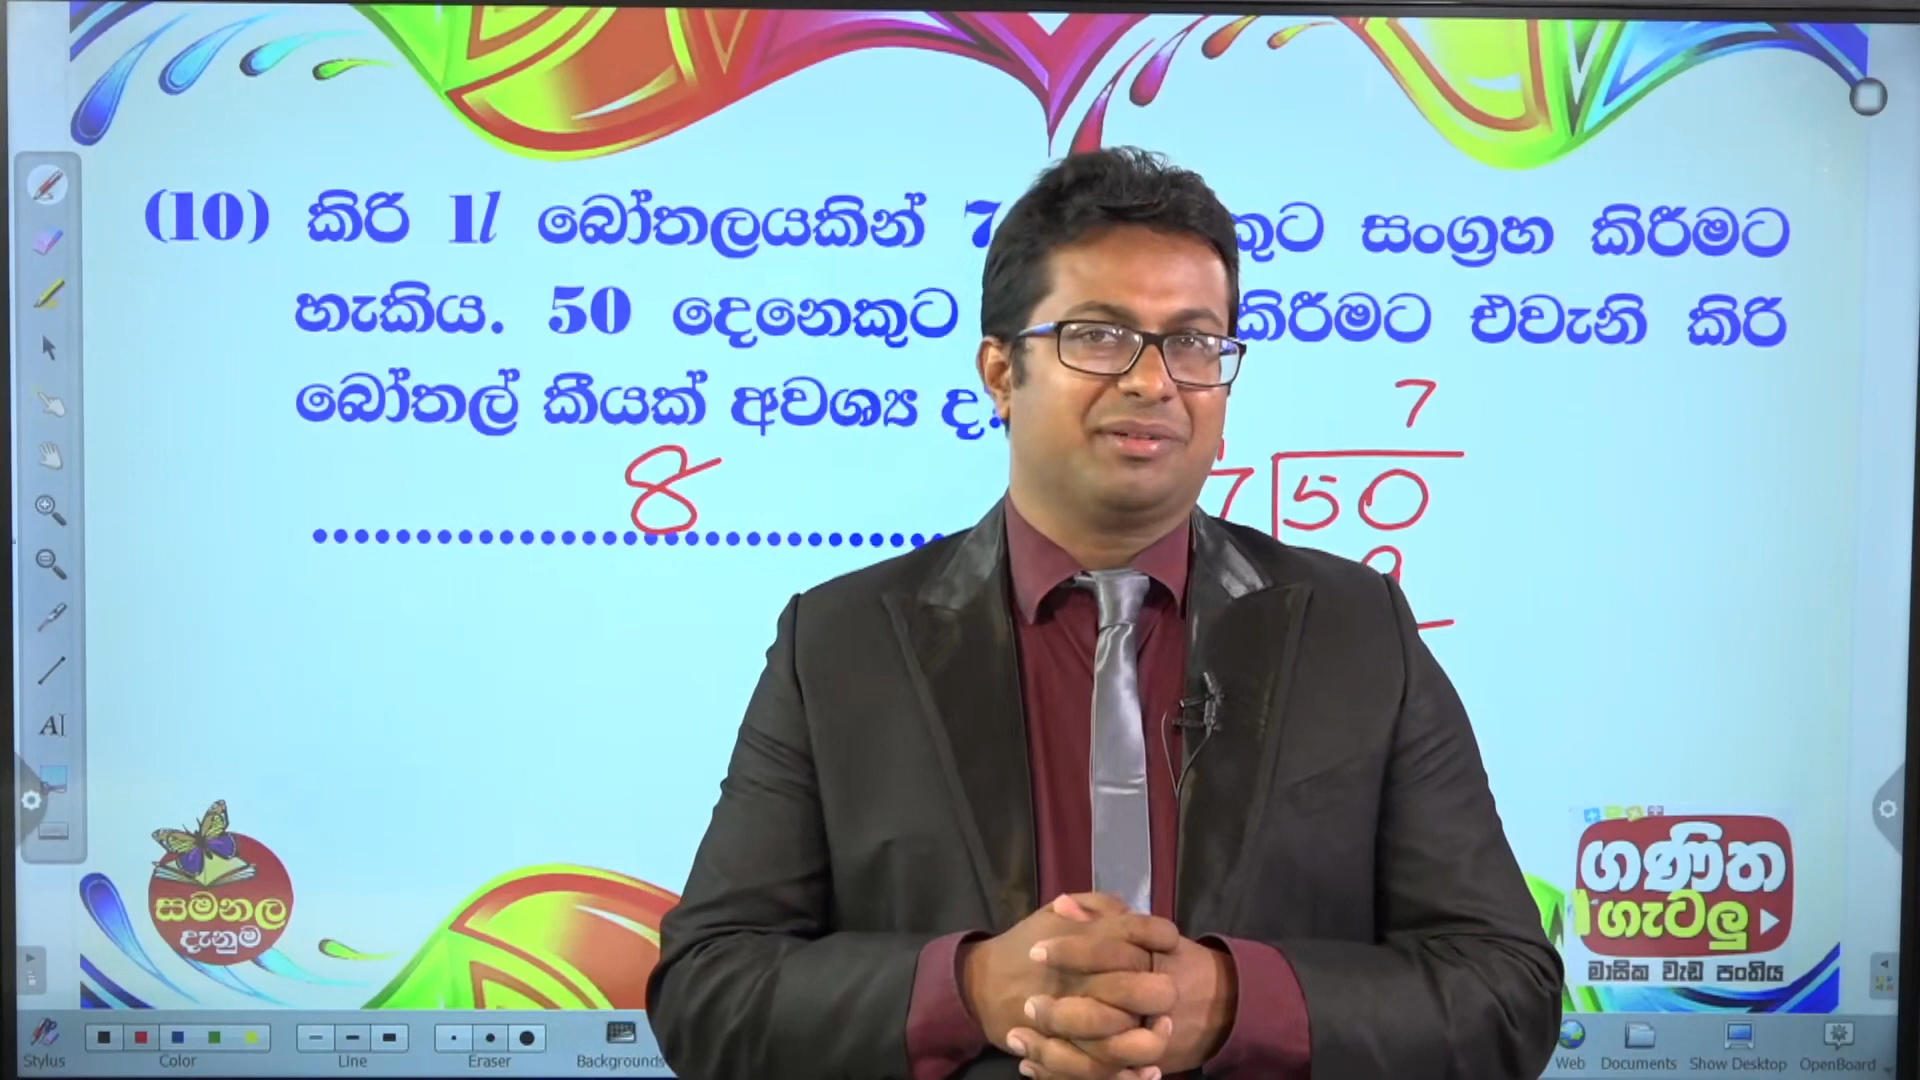 (10) කිරි 1l බෝතලයකින් 7 කුට සංග්‍රහ කිරීමට
හැකිය. 50 දෙනෙකුට කිරීමට එවැනි කිරි
බෝතල් කීයක් අවශ්‍ය ද?
7
8
7 50
සමනල
දැනුම
ගණිත
ගැටලු
මාසික වැඩ පංතිය
Stylus Color Line Eraser Backgrounds Web Documents Show Desktop OpenBoard